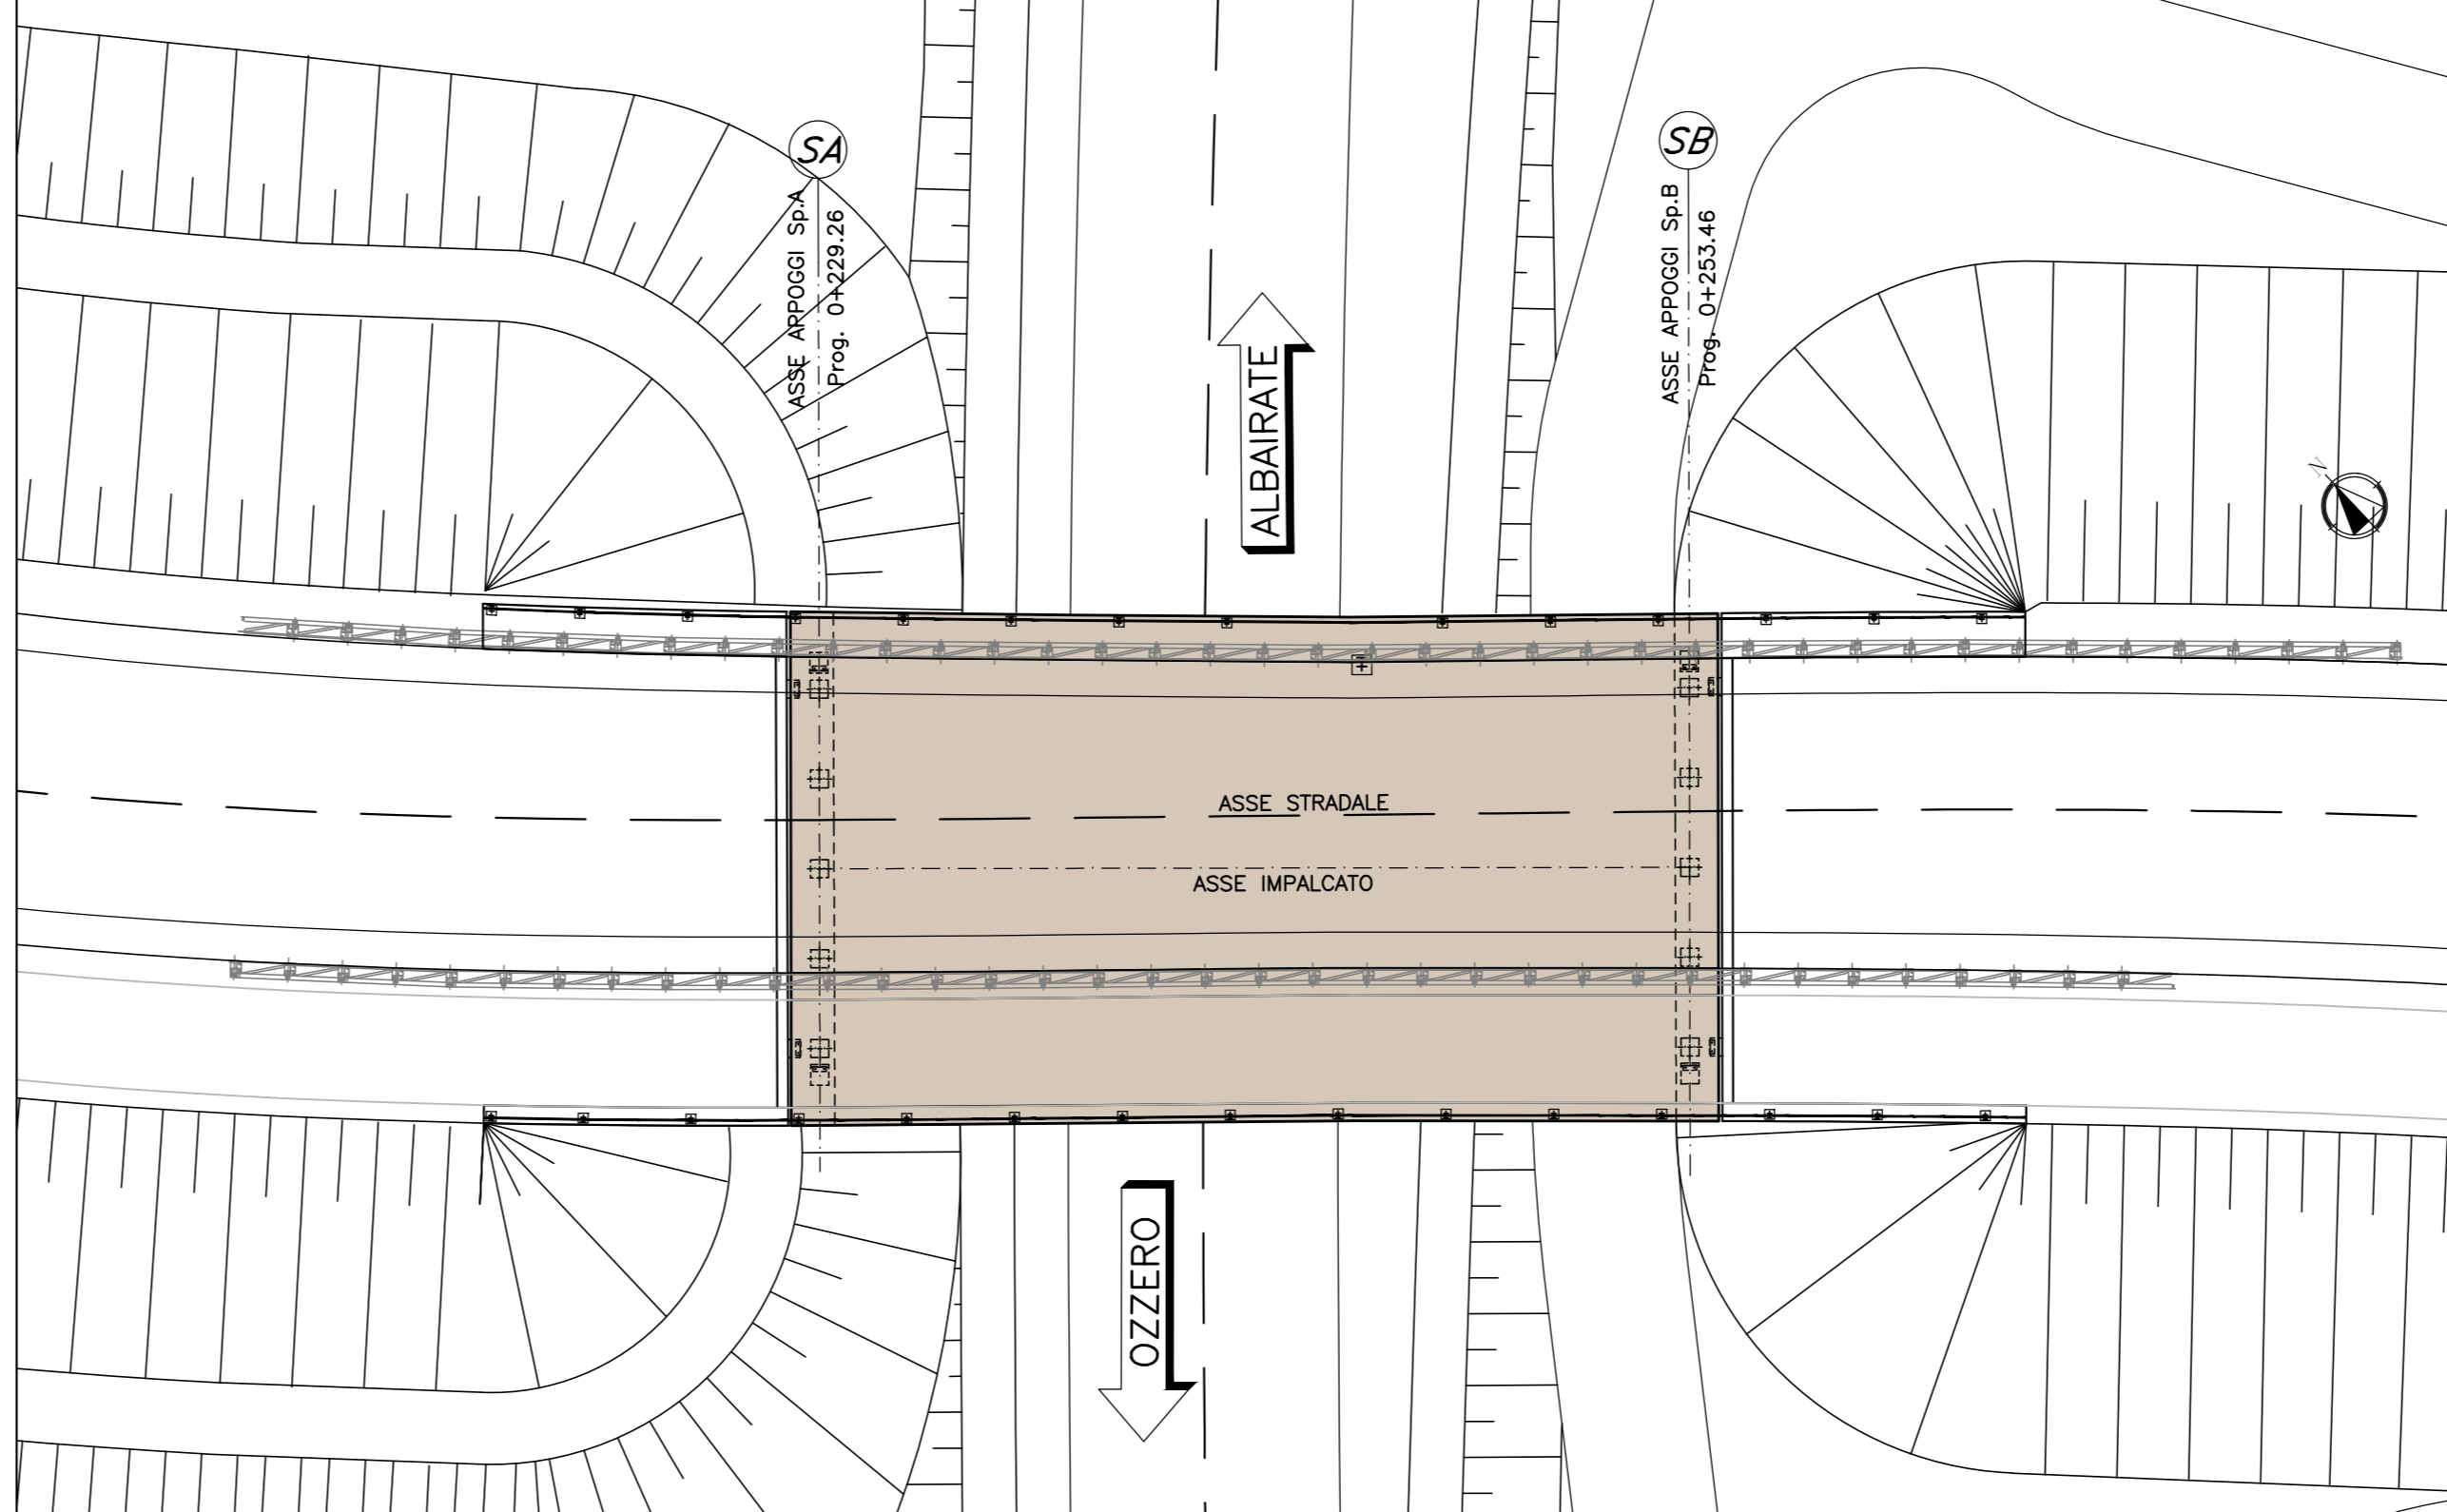 SA
SB
ASSE APPOGGI Sp.A
Prog. 0+229.26
ASSE APPOGGI Sp.B
Prog. 0+253.46
ALBAIRATE
N
ASSE STRADALE
ASSE IMPALCATO
OZZERO